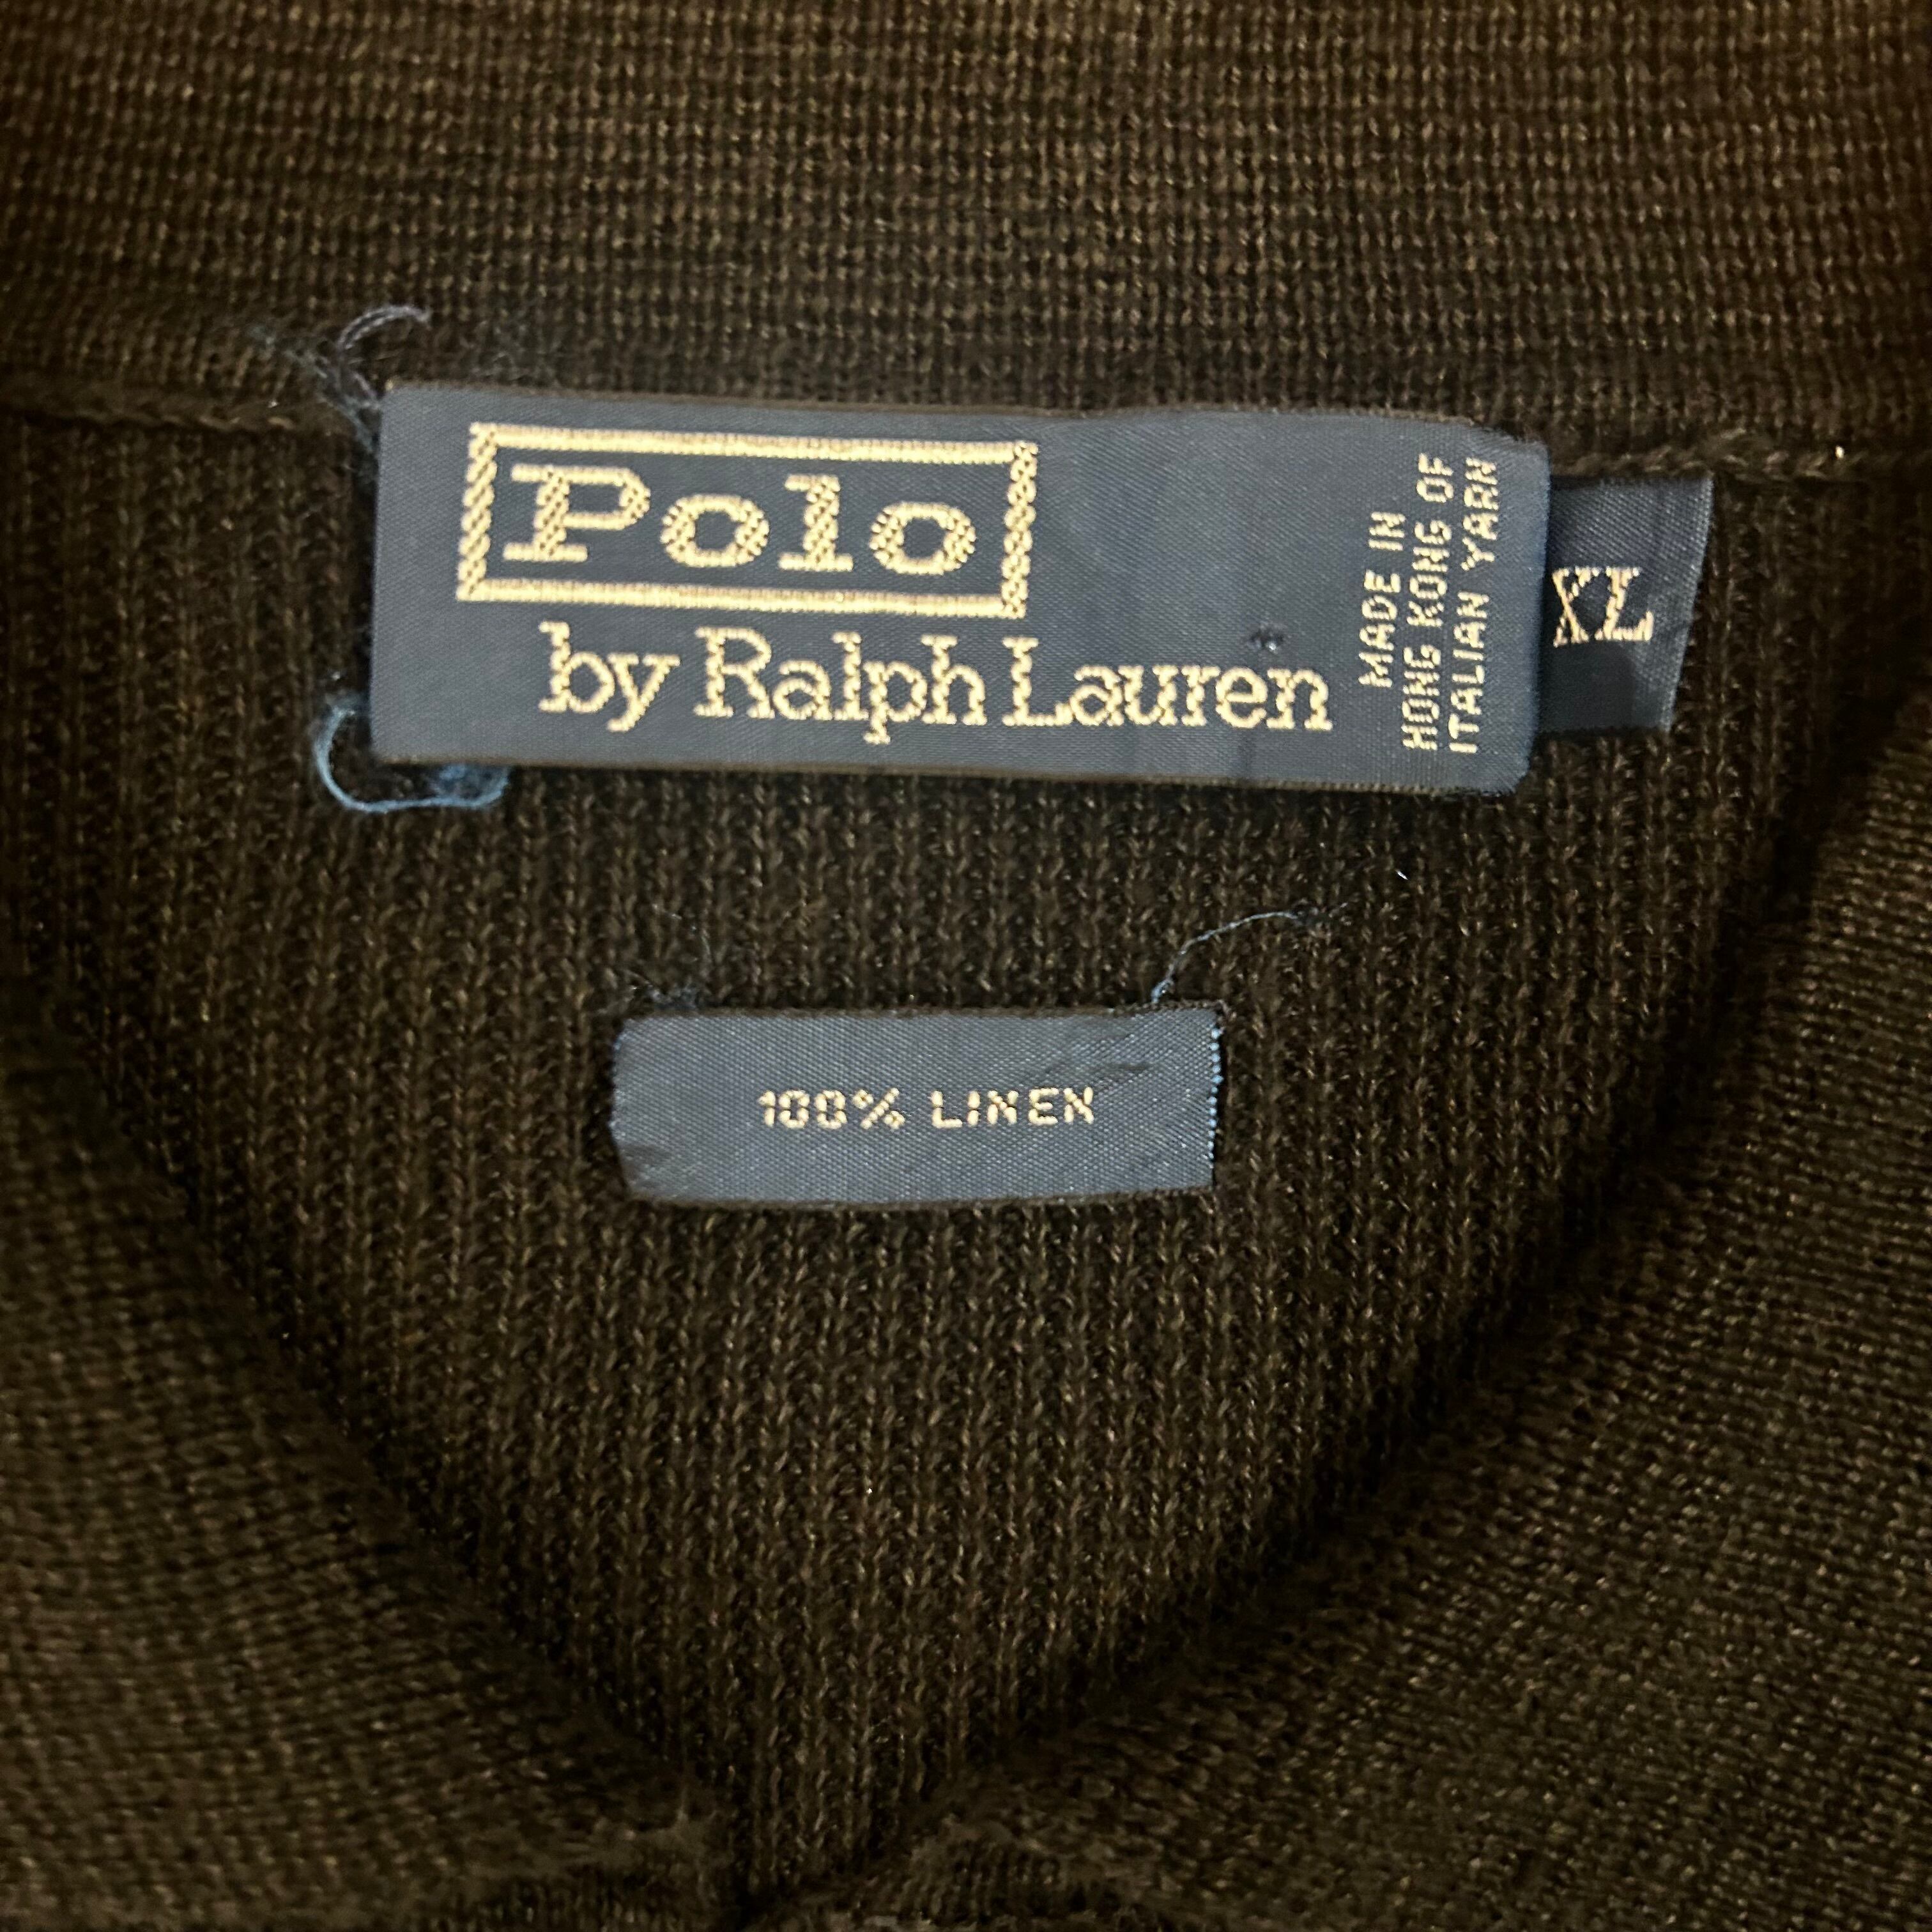 Polo
by Ralph Lauren
MADE IN
HONG KONG OF
ITALIAN YARN
XL
100% LINEN